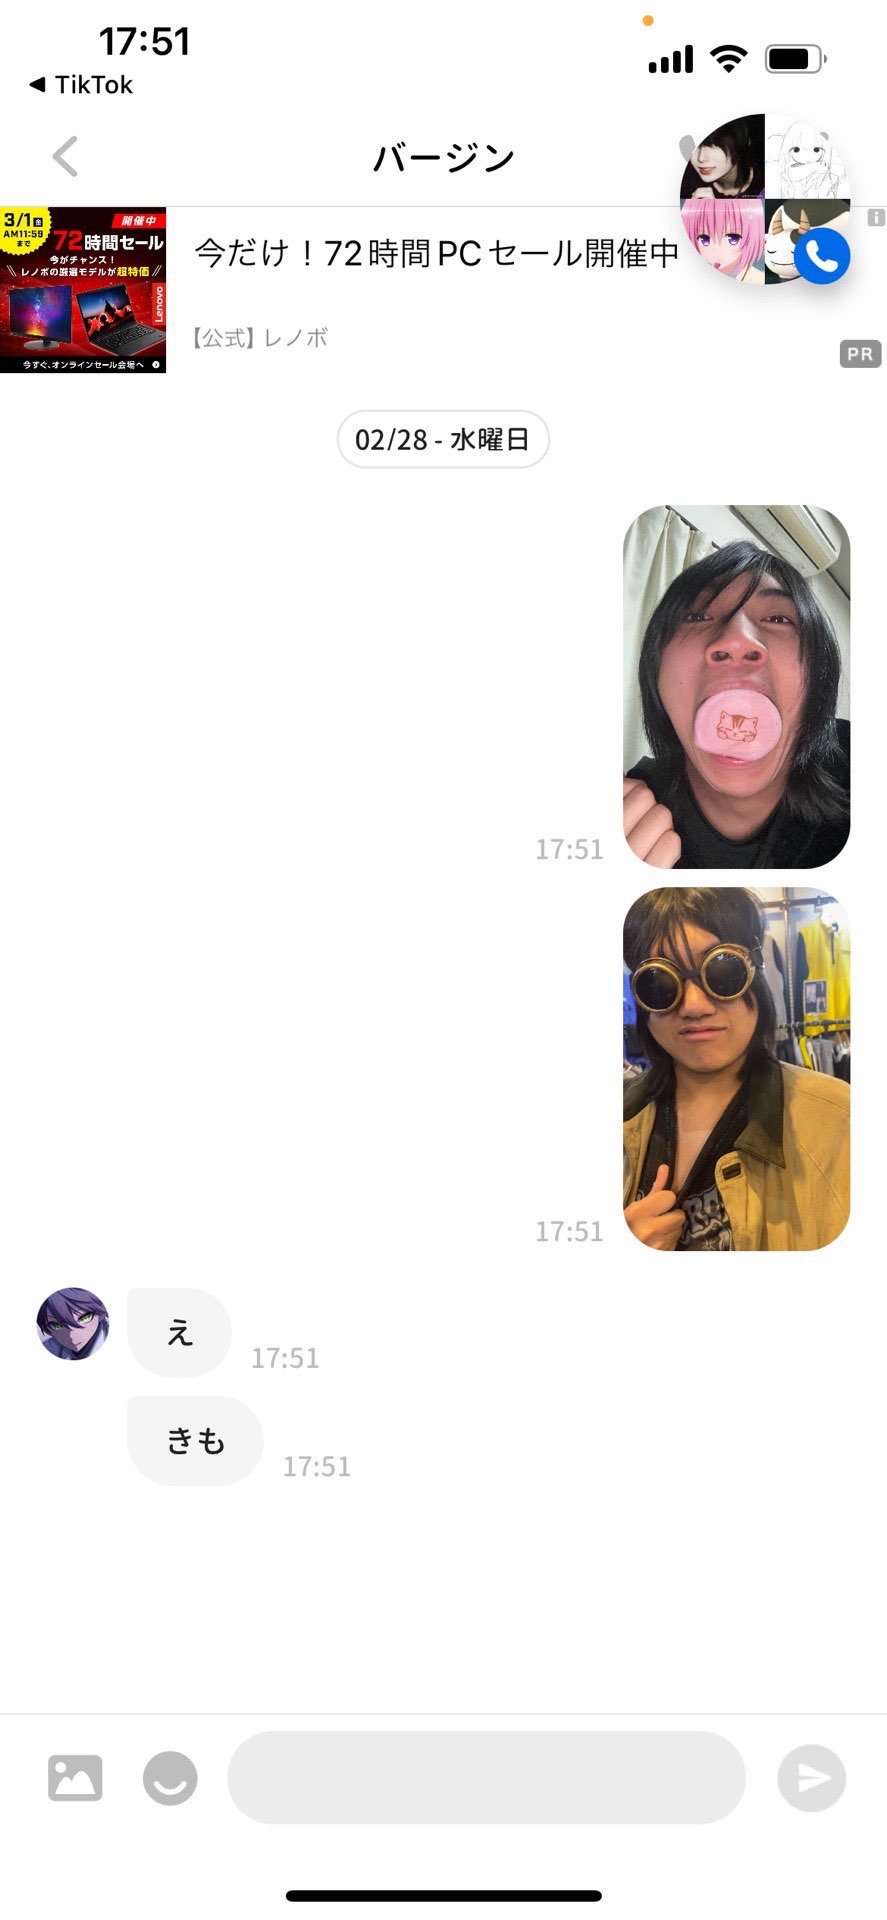 17:51
◀ TikTok
バージン
3/1 金
AM11:59
まで
開催中
72時間セール
今がチャンス！
レノボの厳選モデルが超特価
Lenovo
今すぐ、オンラインセール会場へ
今だけ！72時間PCセール開催中
【公式】レノボ
PR
02/28 - 水曜日
17:51
17:51
え
17:51
きも
17:51